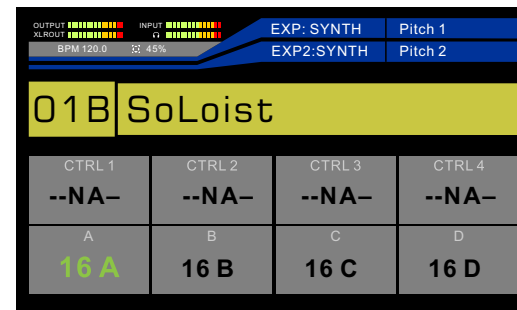 OUTPUT INPUT EXP: SYNTH Pitch 1
XLROUT
BPM 120.0 45% EXP2:SYNTH Pitch 2
01B SoLoist
CTRL 1 CTRL 2 CTRL 3 CTRL 4
--NA– --NA– --NA– --NA–
A B C D
16 A 16 B 16 C 16 D